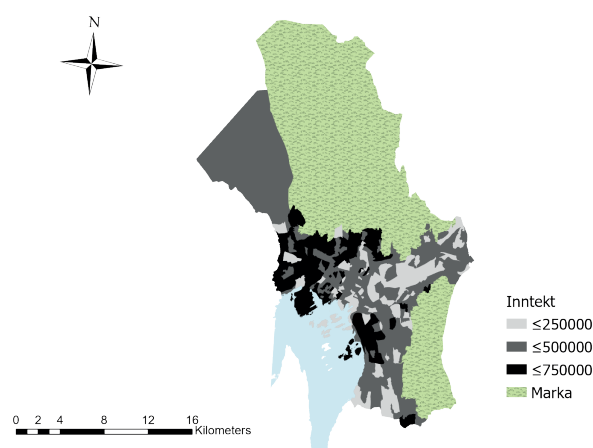 N
Inntekt
≤250000
≤500000
≤750000
Marka
0 2 4 8 12 16
Kilometers